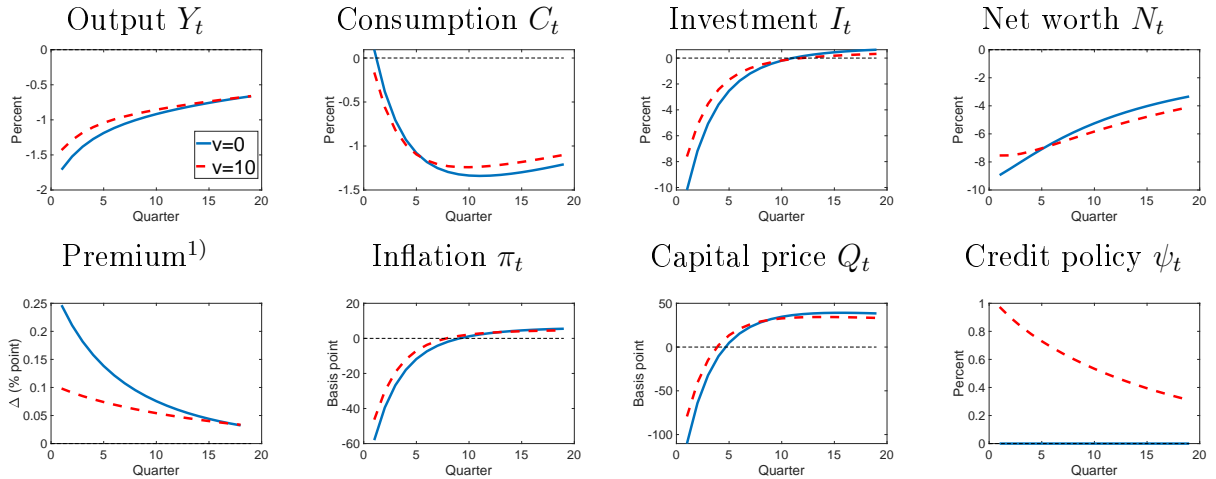 Output Y_t
Consumption C_t
Investment I_t
Net worth N_t
0
-0.5
-1
-1.5
-2
Percent
v=0
v=10
0 5 10 15 20
Quarter
0
-0.5
-1
-1.5
Percent
0 5 10 15 20
Quarter
0
-2
-4
-6
-8
-10
Percent
0 5 10 15 20
Quarter
0
-2
-4
-6
-8
-10
Percent
0 5 10 15 20
Quarter
Premium¹⁾
Inflation π_t
Capital price Q_t
Credit policy ψ_t
0.25
0.2
0.15
0.1
0.05
0
Δ (% point)
0 5 10 15 20
Quarter
20
0
-20
-40
-60
Basis point
0 5 10 15 20
Quarter
50
0
-50
-100
Basis point
0 5 10 15 20
Quarter
1
0.8
0.6
0.4
0.2
0
Percent
0 5 10 15 20
Quarter